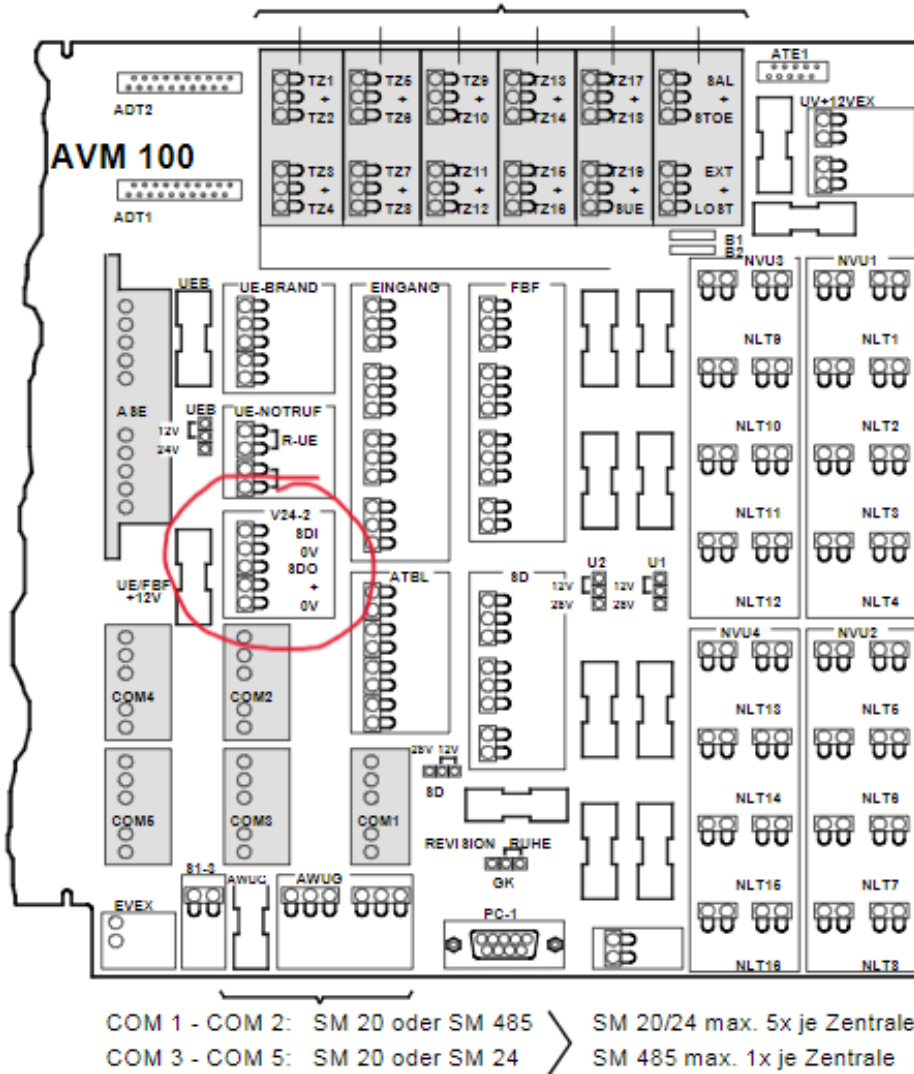 TZ1 TZ5 TZ9 TZ13 TZ17 SAL
+ + + + + +
TZ2 TZ6 TZ10 TZ14 TZ18 STOE
ATE1
ADT2
UV+12VEX
AVM 100
TZ3 TZ7 TZ11 TZ15 TZ19 EXT
+ + + + + +
TZ4 TZ8 TZ12 TZ16 SUE LOST
ADT1
B1
B2
UEB UE-BRAND EINGANG FBF NVU3 NVU1
NLT9 NLT1
ASE
UEB
12V
24V
UE-NOTRUF
R-UE
NLT10 NLT2
V24-2
SDI
0V
SDO
+
0V
NLT11 NLT3
UE/FBF
+12V
ATBL SD
U2 U1
12V 12V
28V 28V
NLT12 NLT4
NVU4 NVU2
COM4 COM2
NLT13 NLT5
28V 12V
SD
NLT14 NLT6
COM5 COM3 COM1
REVISION RUHE
GK
S1-3 AWUG AWUG
NLT15 NLT7
EVEX
PC-1
NLT16 NLT8
COM 1 - COM 2: SM 20 oder SM 485 SM 20/24 max. 5x je Zentrale
COM 3 - COM 5: SM 20 oder SM 24 SM 485 max. 1x je Zentrale